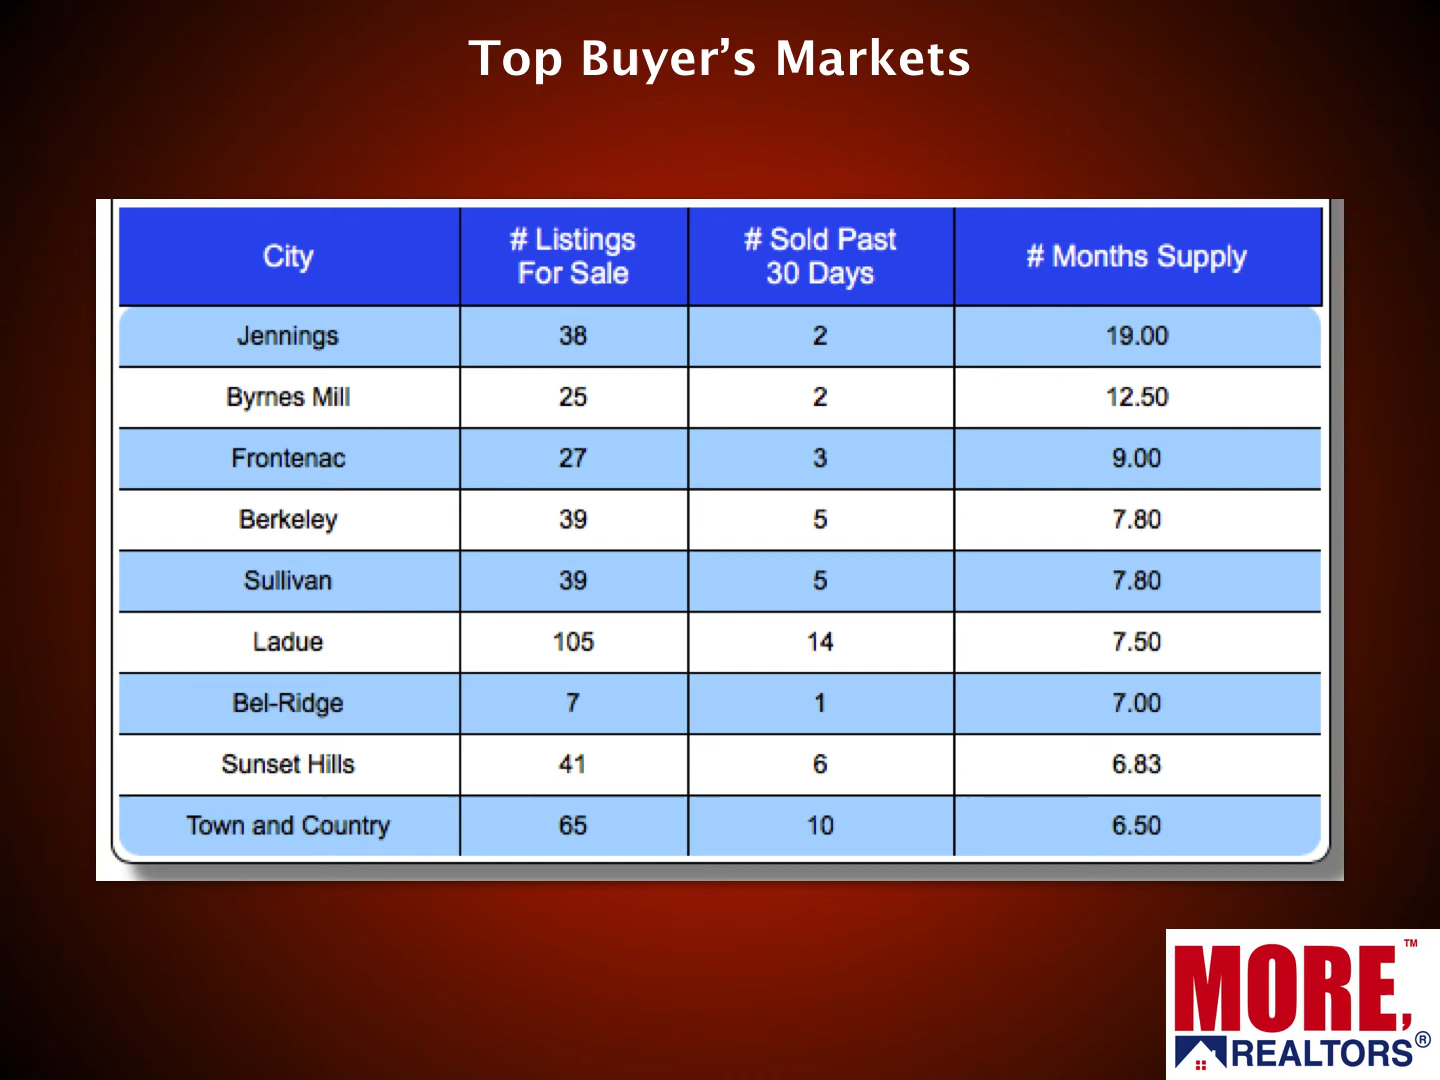 Top Buyer’s Markets
City # Listings For Sale # Sold Past 30 Days # Months Supply
Jennings 38 2 19.00
Byrnes Mill 25 2 12.50
Frontenac 27 3 9.00
Berkeley 39 5 7.80
Sullivan 39 5 7.80
Ladue 105 14 7.50
Bel-Ridge 7 1 7.00
Sunset Hills 41 6 6.83
Town and Country 65 10 6.50
MORE,™
REALTORS®